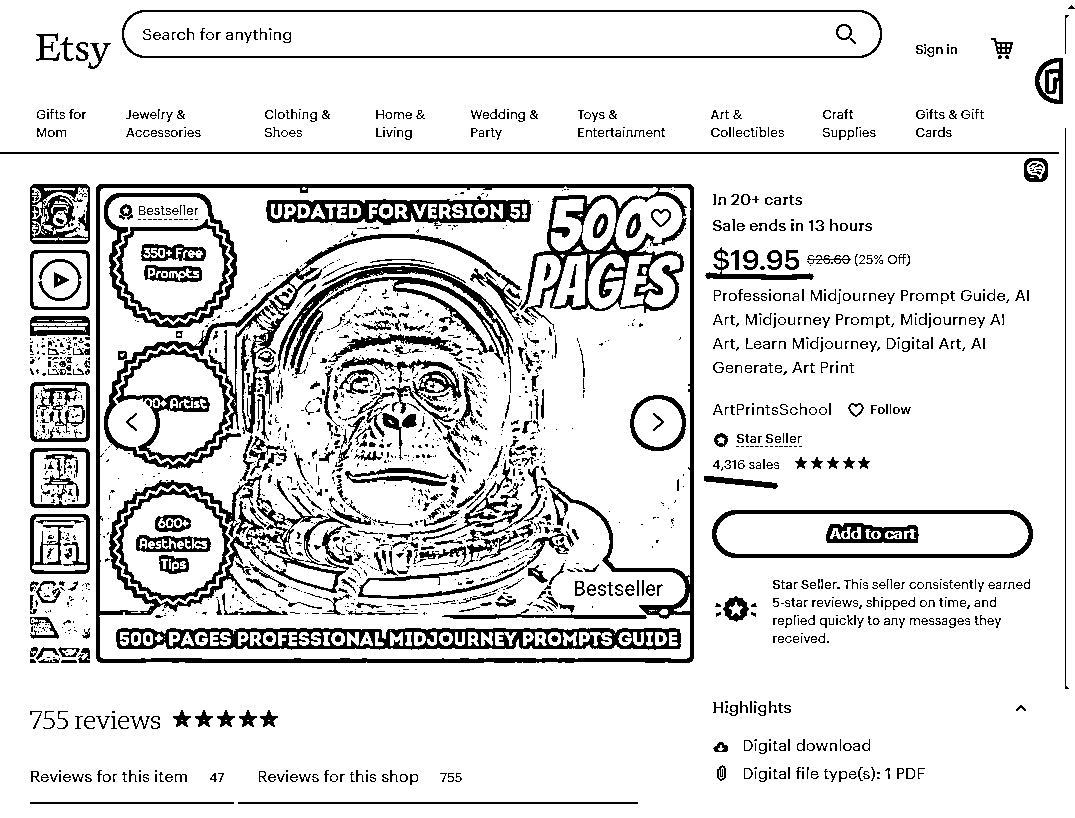 Etsy
Search for anything
Sign in
Gifts for Mom
Jewelry & Accessories
Clothing & Shoes
Home & Living
Wedding & Party
Toys & Entertainment
Art & Collectibles
Craft Supplies
Gifts & Gift Cards
Bestseller
UPDATED FOR VERSION 5!
500
PAGES
350+ Free
Prompts
Artist
600+
Aesthetics
Tips
Bestseller
500+ PAGES PROFESSIONAL MIDJOURNEY PROMPTS GUIDE
In 20+ carts
Sale ends in 13 hours
$19.95 $26.60 (25% Off)
Professional Midjourney Prompt Guide, AI
Art, Midjourney Prompt, Midjourney AI
Art, Learn Midjourney, Digital Art, AI
Generate, Art Print
ArtPrintsSchool Follow
Star Seller
4,316 sales
Add to cart
Star Seller. This seller consistently earned
5-star reviews, shipped on time, and
replied quickly to any messages they
received.
755 reviews
Reviews for this item 47
Reviews for this shop 755
Highlights
Digital download
Digital file type(s): 1 PDF